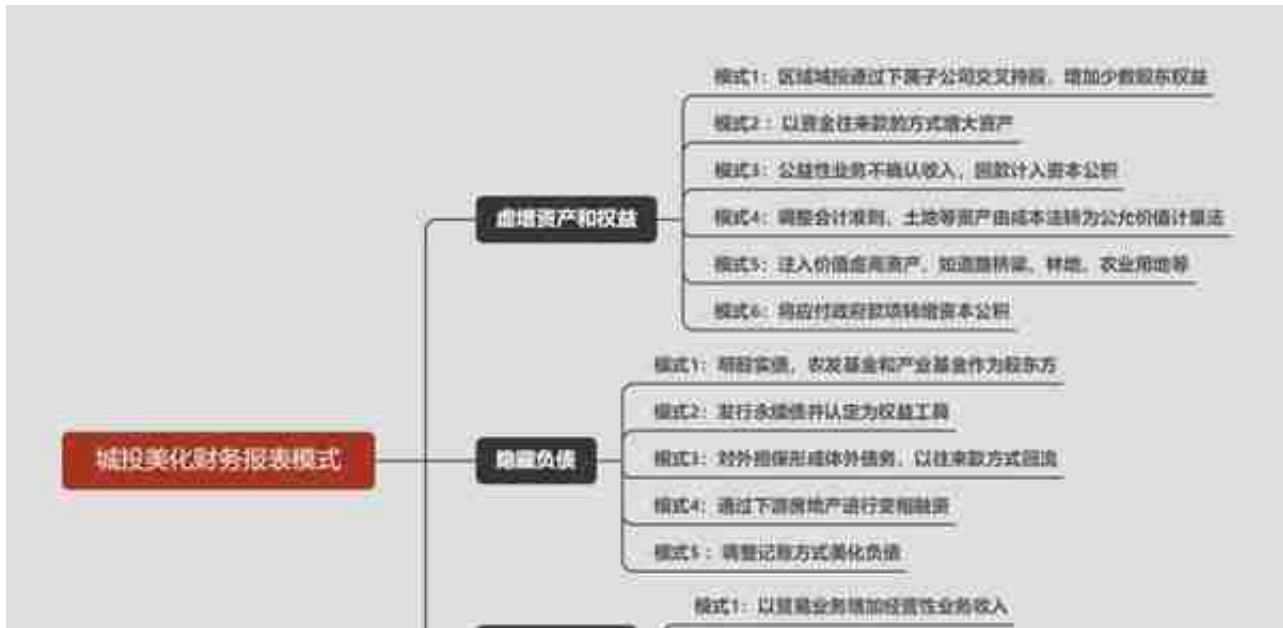 模式1：区域城投通过下属子公司交叉持股，增加少数股东权益
模式2：以资金往来款的方式增大资产
模式3：公益性业务不确认收入，回款计入资本公积
虚增资产和权益
模式4：调整会计准则，土地等资产由成本法转为公允价值计量法
模式5：注入价值虚高资产，如道路桥梁、林地、农业用地等
模式6：将应付政府款项转增资本公积
模式1：明股实债，农发基金和产业基金作为股东方
模式2：发行永续债并认定为权益工具
城投美化财务报表模式
隐藏负债
模式3：对外担保形成体外债务，以往来款方式回流
模式4：通过下游房地产进行变相融资
模式5：调整记账方式美化负债
模式1：以贸易业务增加经营性业务收入